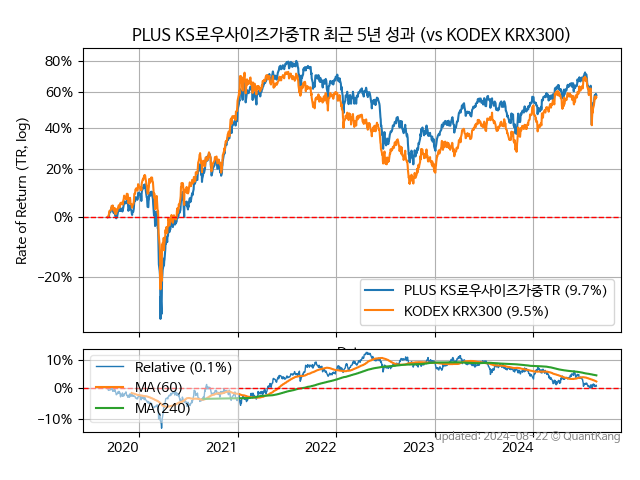 PLUS KS로우사이즈가중TR 최근 5년 성과 (vs KODEX KRX300)
Rate of Return (TR, log)
80%
60%
40%
20%
0%
−20%
PLUS KS로우사이즈가중TR (9.7%)
KODEX KRX300 (9.5%)
10%
0%
−10%
Relative (0.1%)
MA(60)
MA(240)
2020
2021
2022
2023
2024
updated: 2024-08-22 © QuantKang